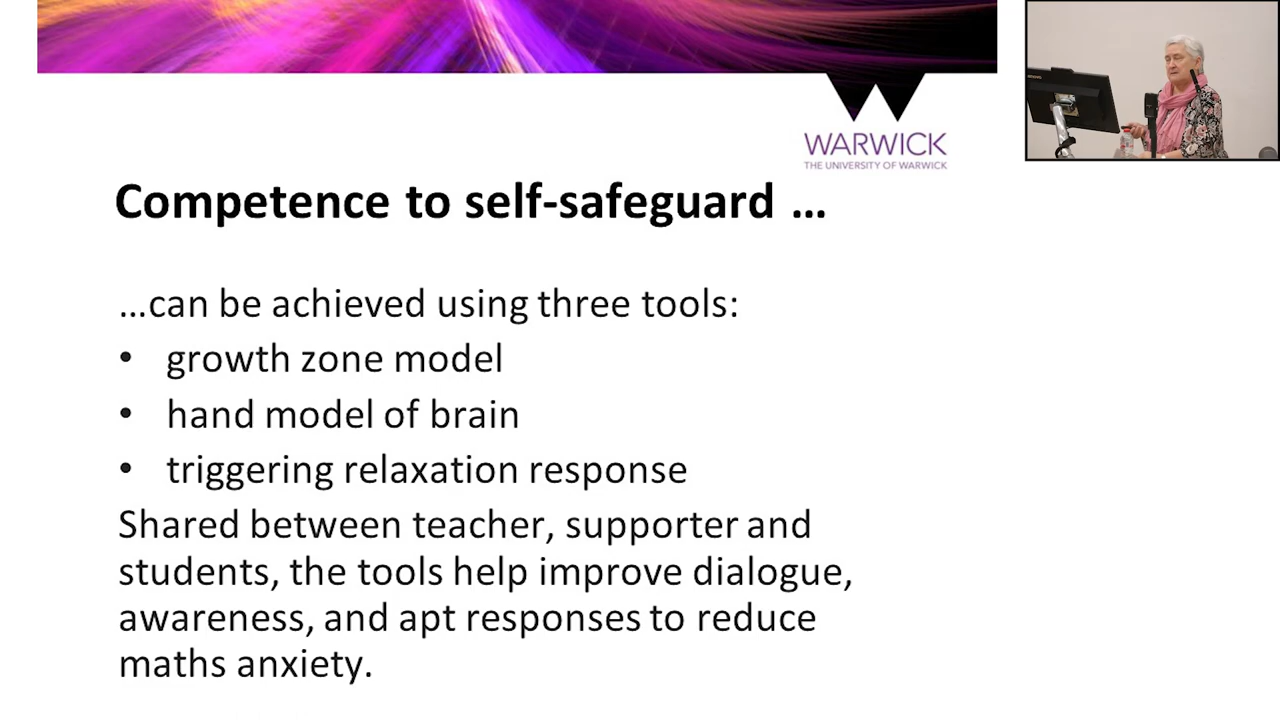 WARWICK
THE UNIVERSITY OF WARWICK
Competence to self-safeguard ...
...can be achieved using three tools:
• growth zone model
• hand model of brain
• triggering relaxation response
Shared between teacher, supporter and
students, the tools help improve dialogue,
awareness, and apt responses to reduce
maths anxiety.